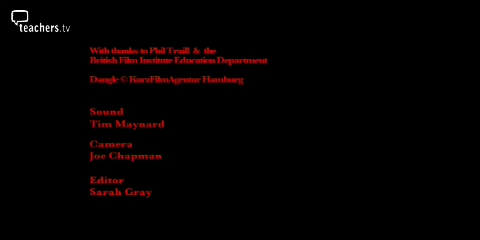 teachers.tv
With thanks to Phil Traill & the
British Film Institute Education Department
Dangle © KurzFilmAgentur Hamburg
Sound
Tim Maynard
Camera
Joe Chapman
Editor
Sarah Gray